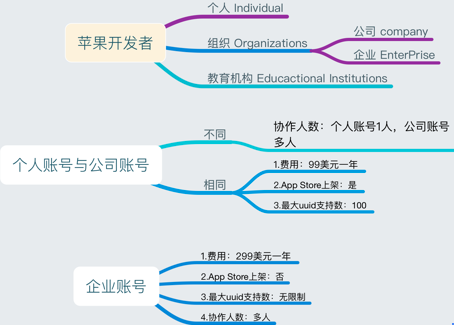 苹果开发者
个人 Individual
组织 Organizations
公司 company
企业 EnterPrise
教育机构 Educactional Institutions
个人账号与公司账号
不同
协作人数：个人账号1人，公司账号
多人
相同
1.费用：99美元一年
2.App Store上架：是
3.最大uuid支持数：100
企业账号
1.费用：299美元一年
2.App Store上架：否
3.最大uuid支持数：无限制
4.协作人数：多人